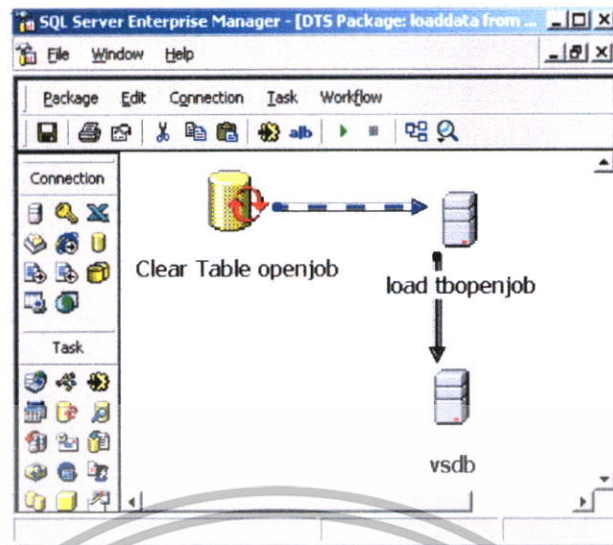 SQL Server Enterprise Manager - [DTS Package: loaddata from ...
File Window Help
Package Edit Connection Task Workflow
Connection
Clear Table openjob
load tbopenjob
Task
vsdb